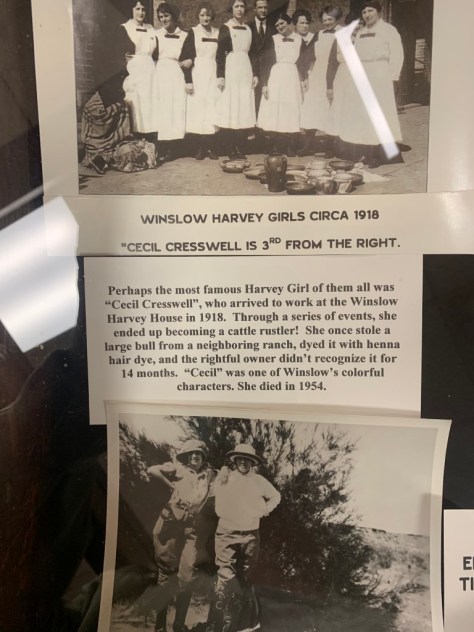 WINSLOW HARVEY GIRLS CIRCA 1918
"CECIL CRESSWELL IS 3RD FROM THE RIGHT.
Perhaps the most famous Harvey Girl of them all was
“Cecil Cresswell”, who arrived to work at the Winslow
Harvey House in 1918. Through a series of events, she
ended up becoming a cattle rustler! She once stole a
large bull from a neighboring ranch, dyed it with henna
hair dye, and the rightful owner didn’t recognize it for
14 months. “Cecil” was one of Winslow’s colorful
characters. She died in 1954.